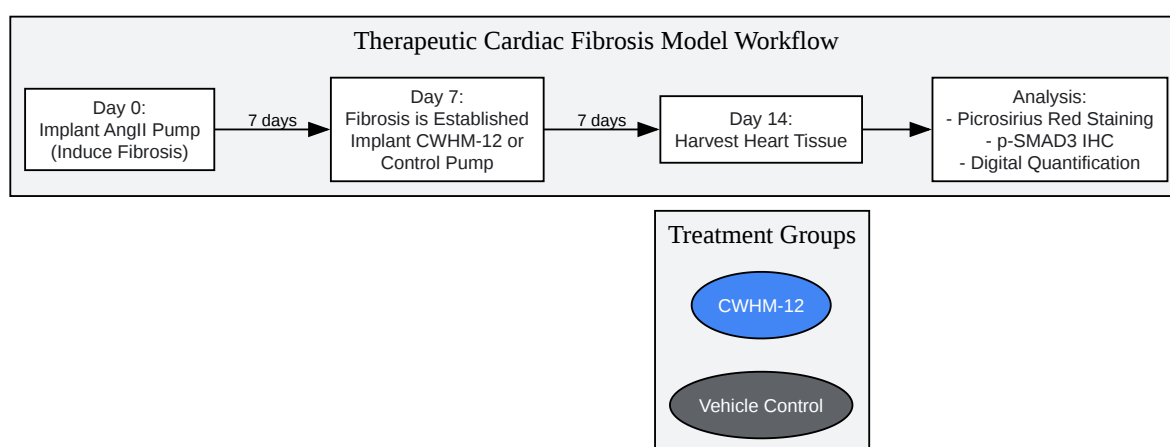 Therapeutic Cardiac Fibrosis Model Workflow
Day 0:
Implant AngII Pump
(Induce Fibrosis)
7 days
Day 7:
Fibrosis is Established
Implant CWHM-12 or
Control Pump
7 days
Day 14:
Harvest Heart Tissue
Analysis:
- Picrosirius Red Staining
- p-SMAD3 IHC
- Digital Quantification
Treatment Groups
CWHM-12
Vehicle Control